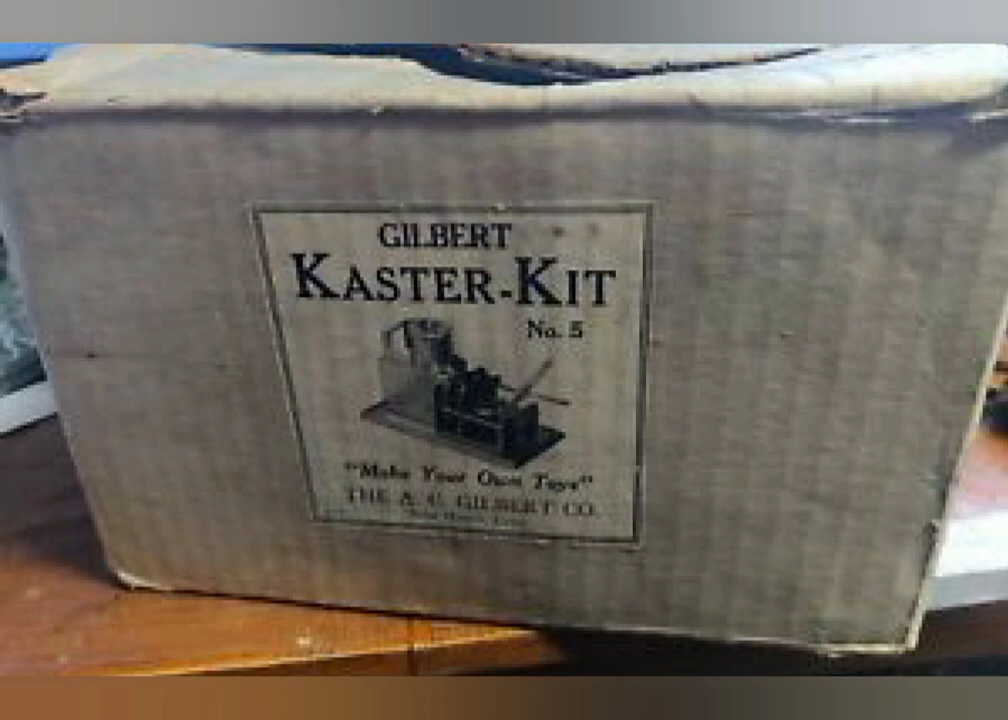 GILBERT
KASTER-KIT
No. 5
"Make Your Own Toys"
THE A. C. GILBERT CO.